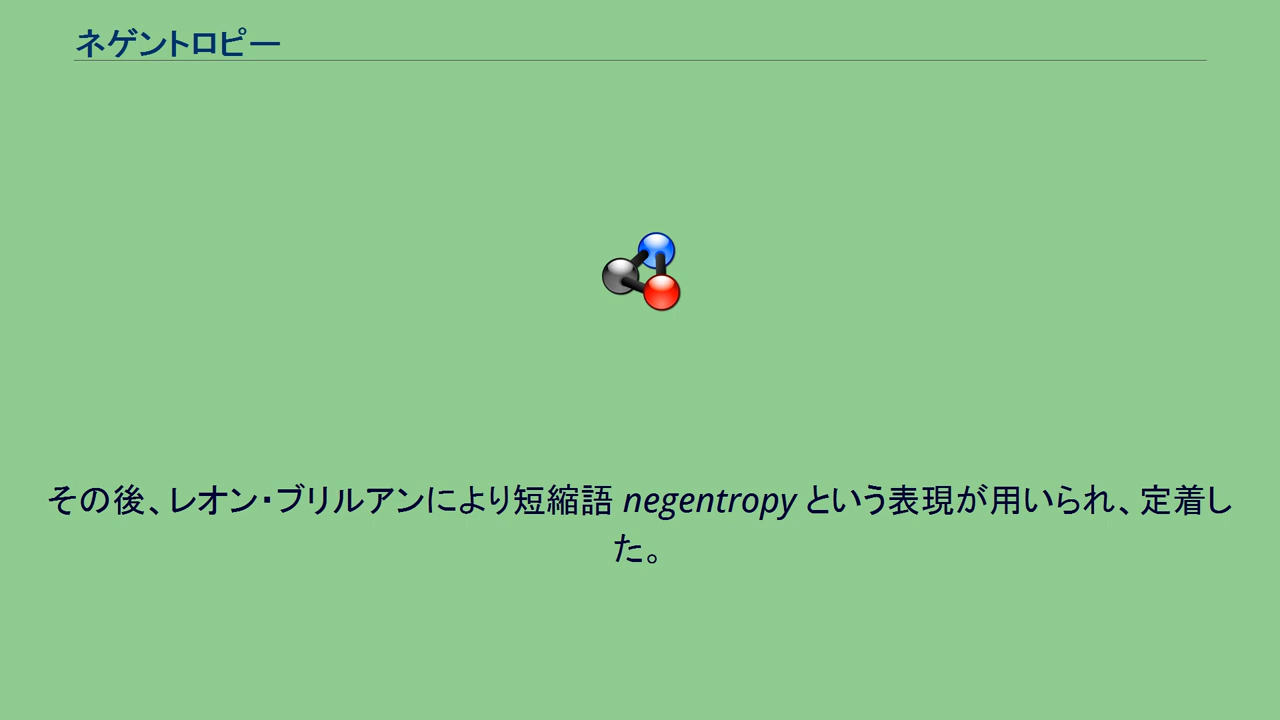 ネゲントロピー
その後、レオン・ブリルアンにより短縮語 negentropy という表現が用いられ、定着し
た。